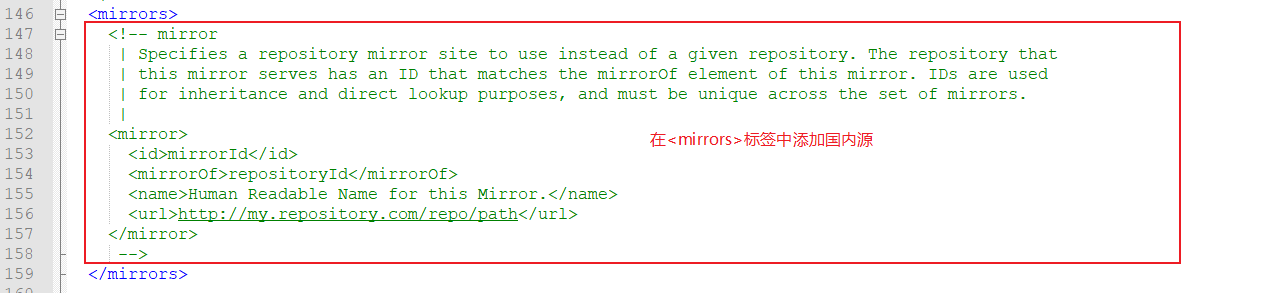 146 <mirrors>
147 <!-- mirror
148 | Specifies a repository mirror site to use instead of a given repository. The repository that
149 | this mirror serves has an ID that matches the mirrorOf element of this mirror. IDs are used
150 | for inheritance and direct lookup purposes, and must be unique across the set of mirrors.
151 |
152 <mirror>
在<mirrors>标签中添加国内源
153 <id>mirrorId</id>
154 <mirrorOf>repositoryId</mirrorOf>
155 <name>Human Readable Name for this Mirror.</name>
156 <url>http://my.repository.com/repo/path</url>
157 </mirror>
158 -->
159 </mirrors>